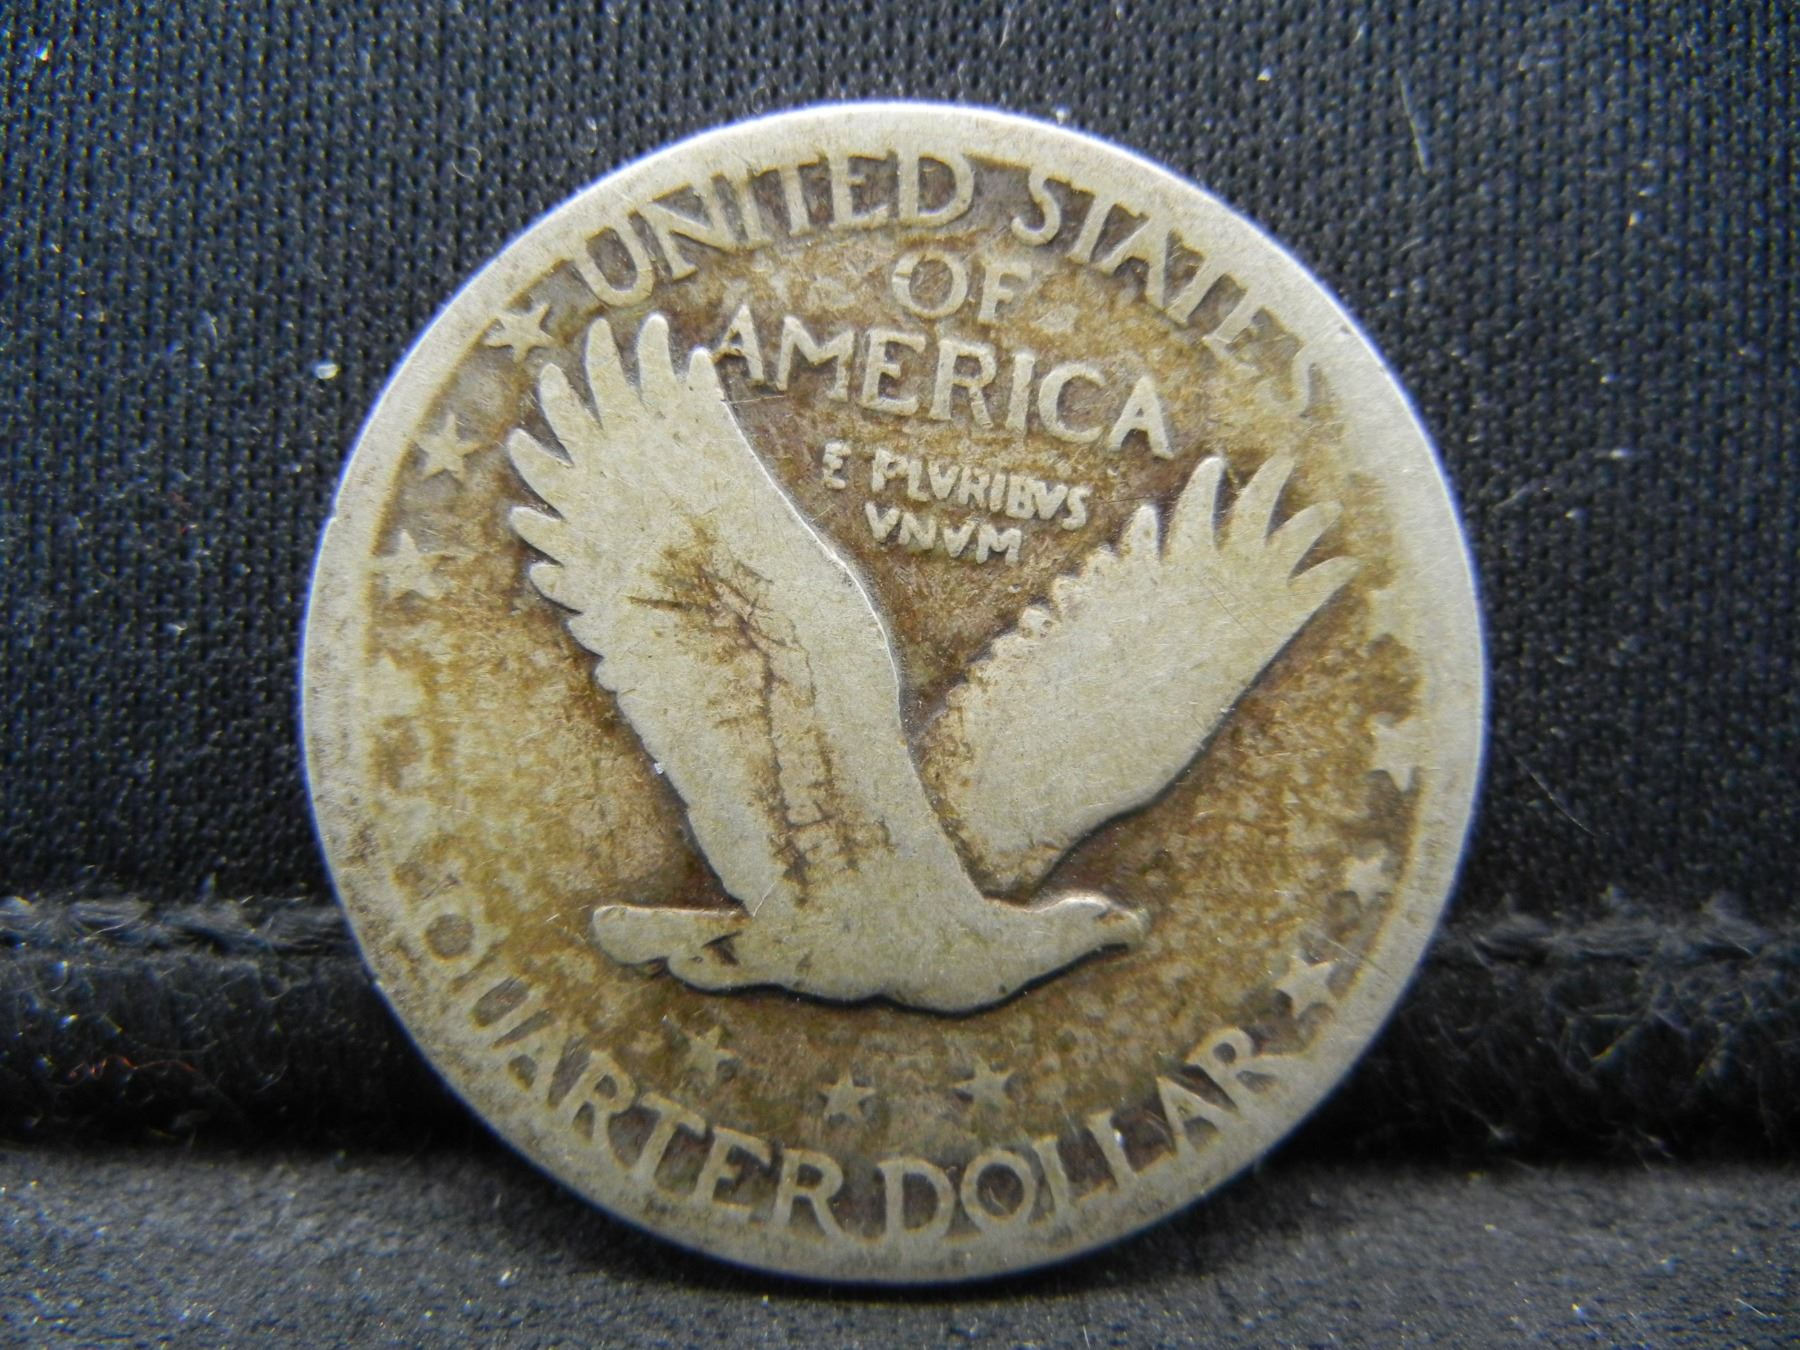 UNITED STATES
OF
AMERICA
E PLVRIBVS
VNVM
QUARTER DOLLAR